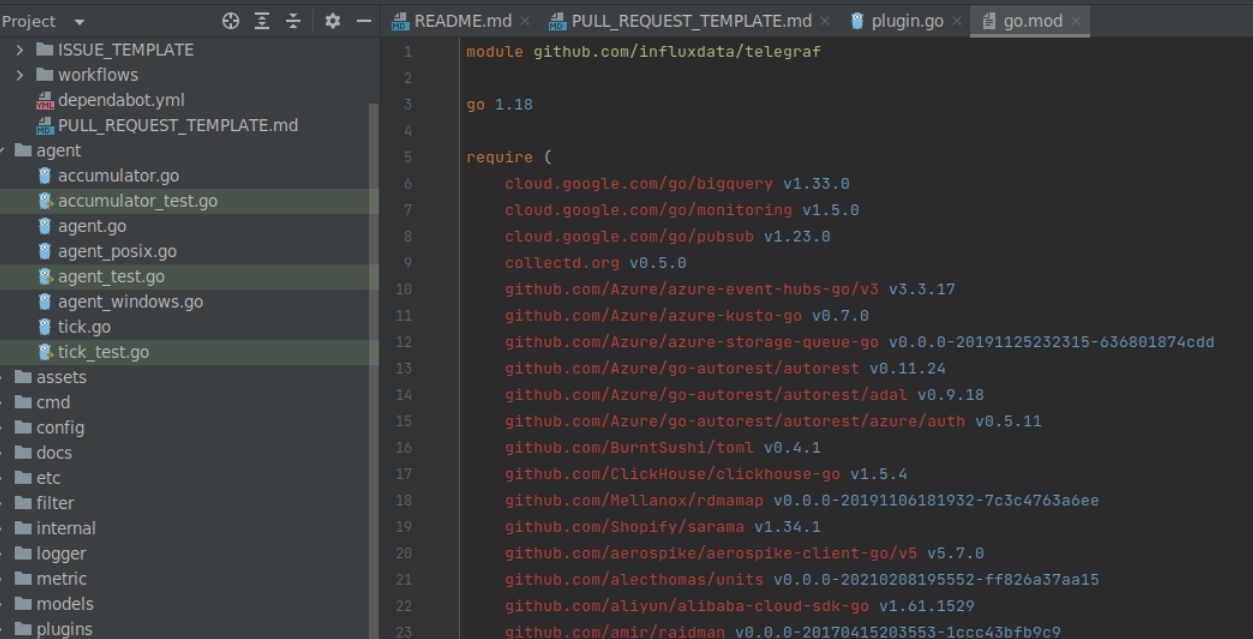 Project
ISSUE_TEMPLATE
workflows
dependabot.yml
PULL_REQUEST_TEMPLATE.md
agent
accumulator.go
accumulator_test.go
agent.go
agent_posix.go
agent_test.go
agent_windows.go
tick.go
tick_test.go
assets
cmd
config
docs
etc
filter
internal
logger
metric
models
plugins
README.md
PULL_REQUEST_TEMPLATE.md
plugin.go
go.mod
1 module github.com/influxdata/telegraf
2
3 go 1.18
4
5 require (
6 cloud.google.com/go/bigquery v1.33.0
7 cloud.google.com/go/monitoring v1.5.0
8 cloud.google.com/go/pubsub v1.23.0
9 collectd.org v0.5.0
10 github.com/Azure/azure-event-hubs-go/v3 v3.3.17
11 github.com/Azure/azure-kusto-go v0.7.0
12 github.com/Azure/azure-storage-queue-go v0.0.0-20191125232315-636801874cdd
13 github.com/Azure/go-autorest/autorest v0.11.24
14 github.com/Azure/go-autorest/autorest/adal v0.9.18
15 github.com/Azure/go-autorest/autorest/azure/auth v0.5.11
16 github.com/BurntSushi/toml v0.4.1
17 github.com/ClickHouse/clickhouse-go v1.5.4
18 github.com/Mellanox/rdmamap v0.0.0-20191106181932-7c3c4763a6ee
19 github.com/Shopify/sarama v1.34.1
20 github.com/aerospike/aerospike-client-go/v5 v5.7.0
21 github.com/alecthomas/units v0.0.0-20210208195552-ff826a37aa15
22 github.com/aliyun/alibaba-cloud-sdk-go v1.61.1529
23 github.com/amir/raidman v0.0.0-20170415203553-1ccc43bfb9c9